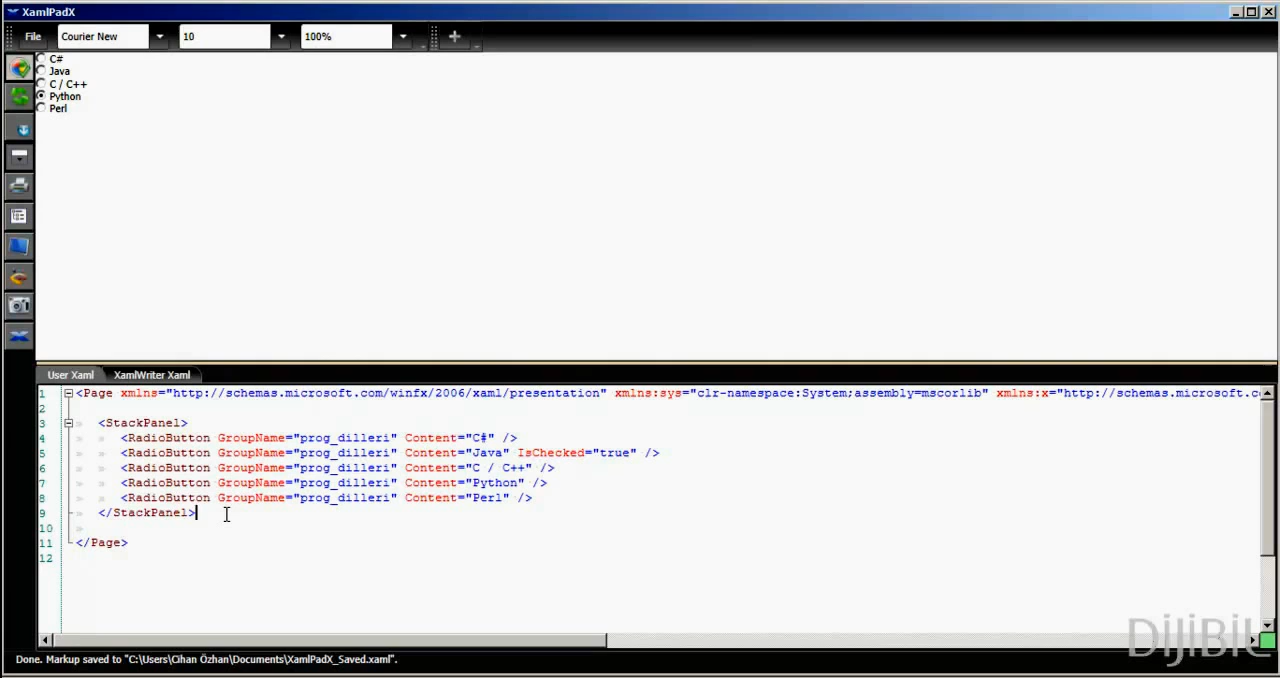 XamlPadX
File Courier New 10 100%
C#
Java
C / C++
Python
Perl
User Xaml XamlWriter Xaml
1 <Page xmlns="http://schemas.microsoft.com/winfx/2006/xaml/presentation" xmlns:sys="clr-namespace:System;assembly=mscorlib" xmlns:x="http://schemas.microsoft.co
2
3 <StackPanel>
4 <RadioButton GroupName="prog_dilleri" Content="C#" />
5 <RadioButton GroupName="prog_dilleri" Content="Java" IsChecked="true" />
6 <RadioButton GroupName="prog_dilleri" Content="C / C++" />
7 <RadioButton GroupName="prog_dilleri" Content="Python" />
8 <RadioButton GroupName="prog_dilleri" Content="Perl" />
9 </StackPanel>
10
11 </Page>
12
DijiBil
Done. Markup saved to "C:\Users\Cihan Özhan\Documents\XamlPadX_Saved.xaml".